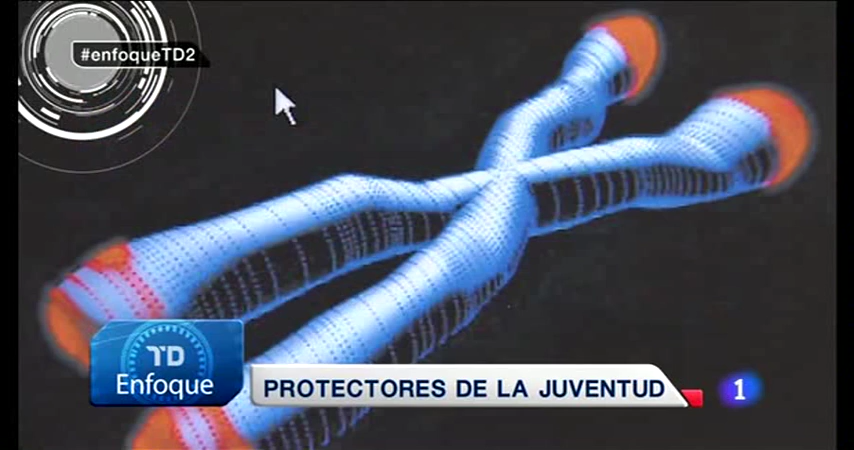 #enfoqueTD2
TD
Enfoque
PROTECTORES DE LA JUVENTUD
1